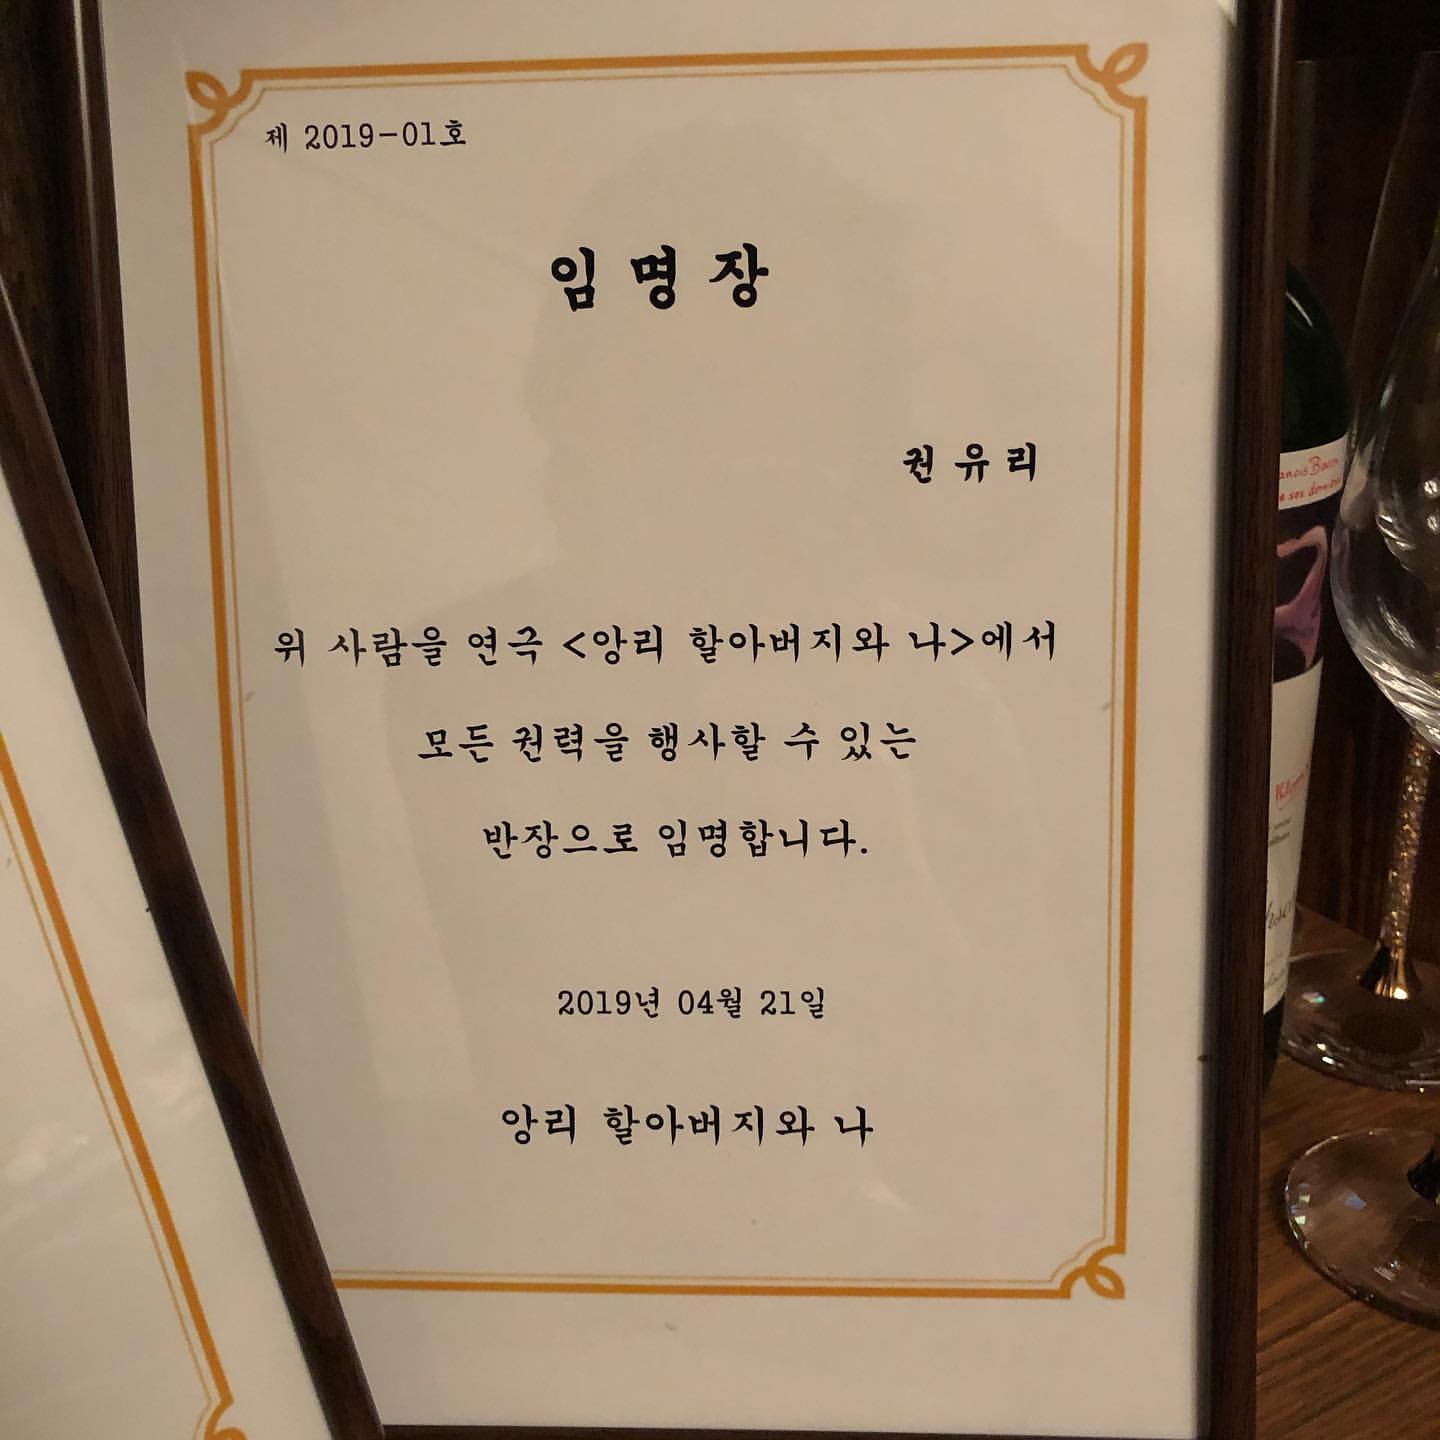 제 2019-01호
임 명 장
권 유 리
위 사람을 연극 <앙리 할아버지와 나>에서
모든 권력을 행사할 수 있는
반장으로 임명합니다.
2019년 04월 21일
앙리 할아버지와 나